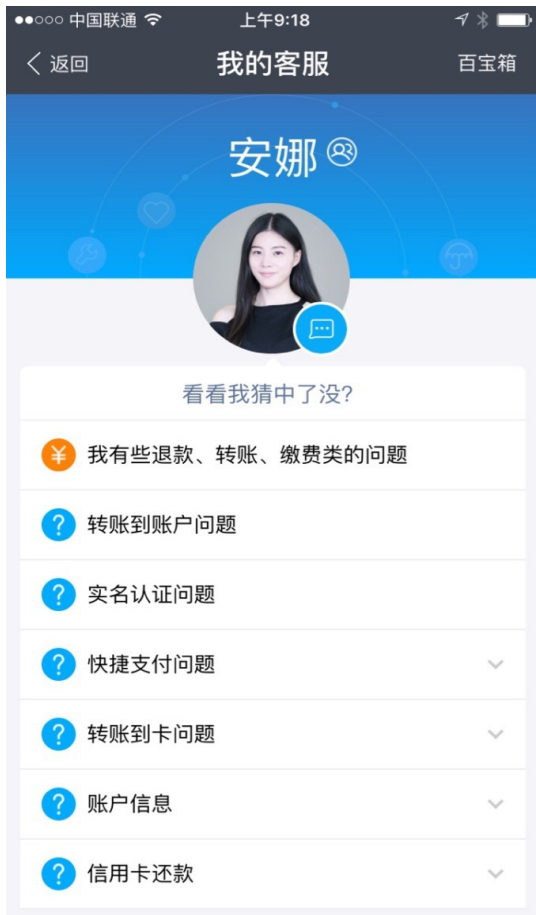 中国联通 上午9:18
返回 我的客服 百宝箱
安娜
看看我猜中了没?
¥ 我有些退款、转账、缴费类的问题
? 转账到账户问题
? 实名认证问题
? 快捷支付问题
? 转账到卡问题
? 账户信息
? 信用卡还款